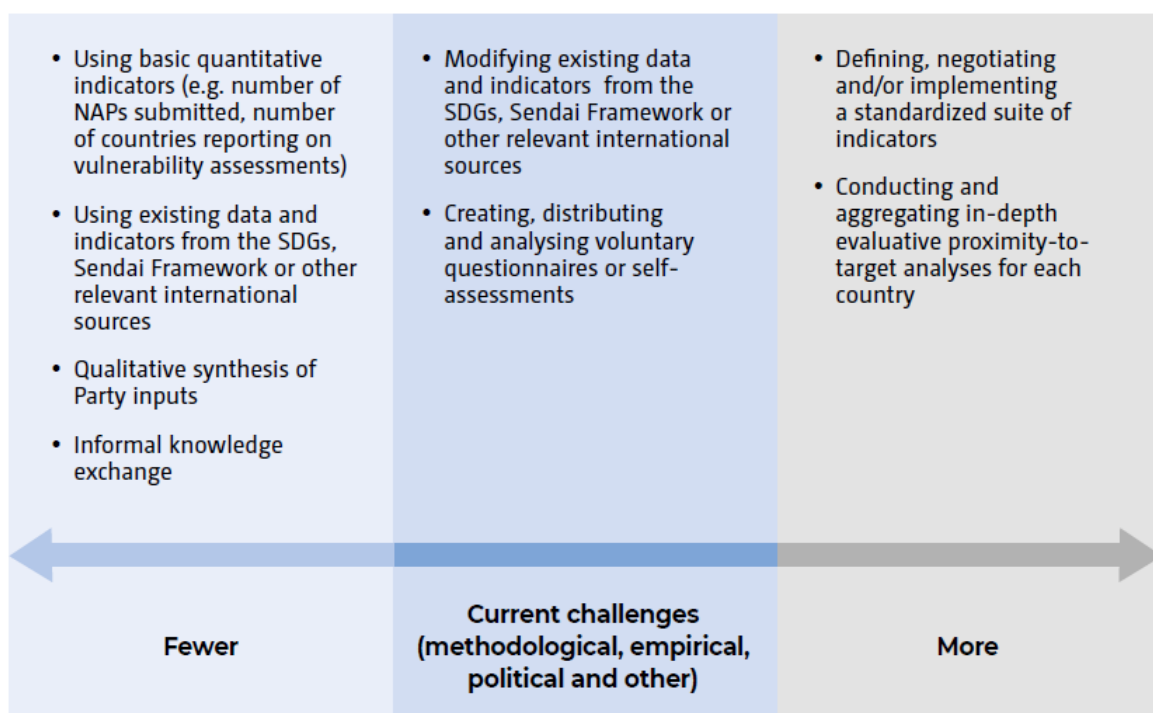 • Using basic quantitative
indicators (e.g. number of
NAPs submitted, number
of countries reporting on
vulnerability assessments)
• Using existing data and
indicators from the SDGs,
Sendai Framework or other
relevant international
sources
• Qualitative synthesis of
Party inputs
• Informal knowledge
exchange
• Modifying existing data
and indicators from the
SDGs, Sendai Framework or
other relevant international
sources
• Creating, distributing
and analysing voluntary
questionnaires or self-
assessments
• Defining, negotiating
and/or implementing
a standardized suite of
indicators
• Conducting and
aggregating in-depth
evaluative proximity-to-
target analyses for each
country
Fewer
Current challenges
(methodological, empirical,
political and other)
More